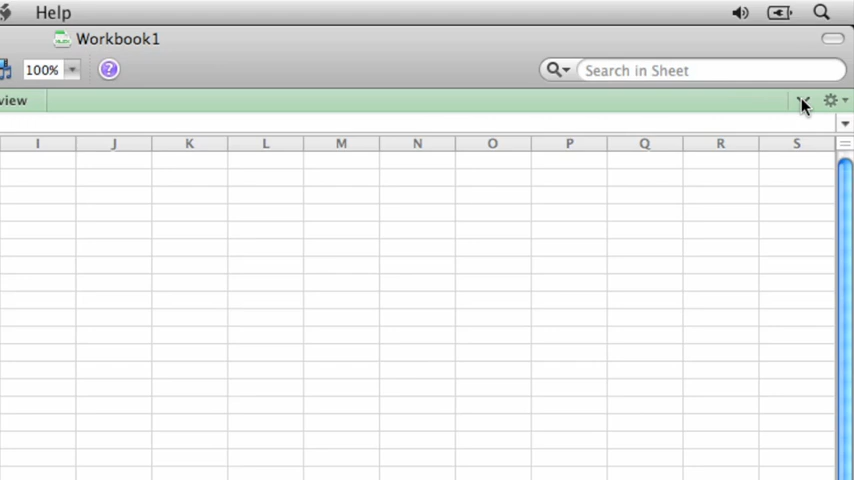 Help
Workbook1
100% ? Search in Sheet
view
I J K L M N O P Q R S